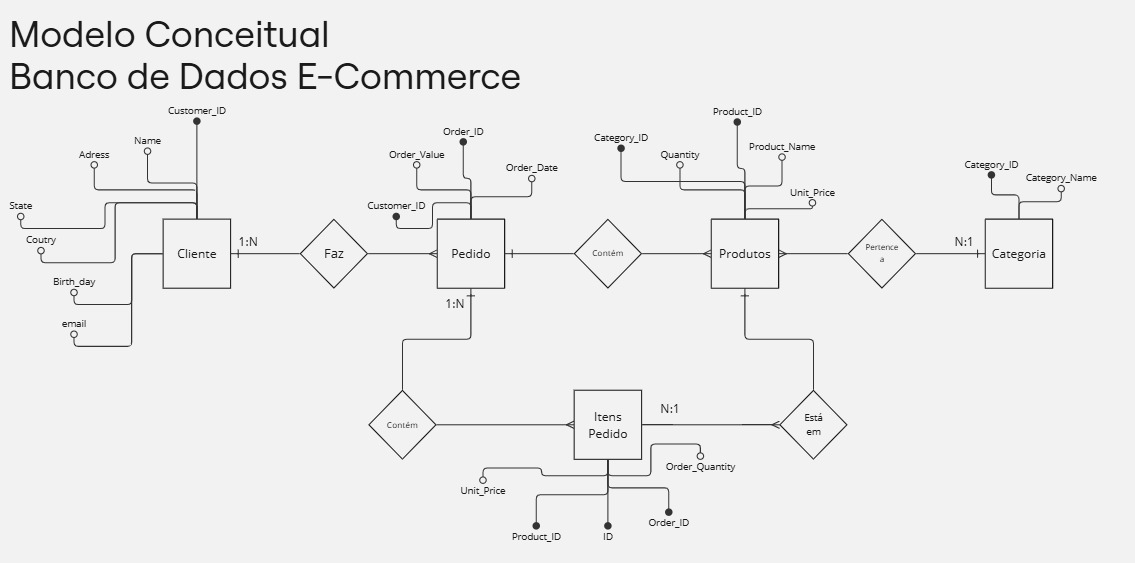 Modelo Conceitual
Banco de Dados E-Commerce
Customer_ID
Name
Adress
State
Coutry
Birth_day
email
Cliente
1:N
Faz
Order_ID
Order_Value
Order_Date
Customer_ID
Pedido
1:N
Contém
Product_ID
Category_ID
Quantity
Product_Name
Unit_Price
Produtos
Pertence
a
N:1
Category_ID
Category_Name
Categoria
Contém
Itens
Pedido
N:1
Está
em
Order_Quantity
Unit_Price
Product_ID
ID
Order_ID